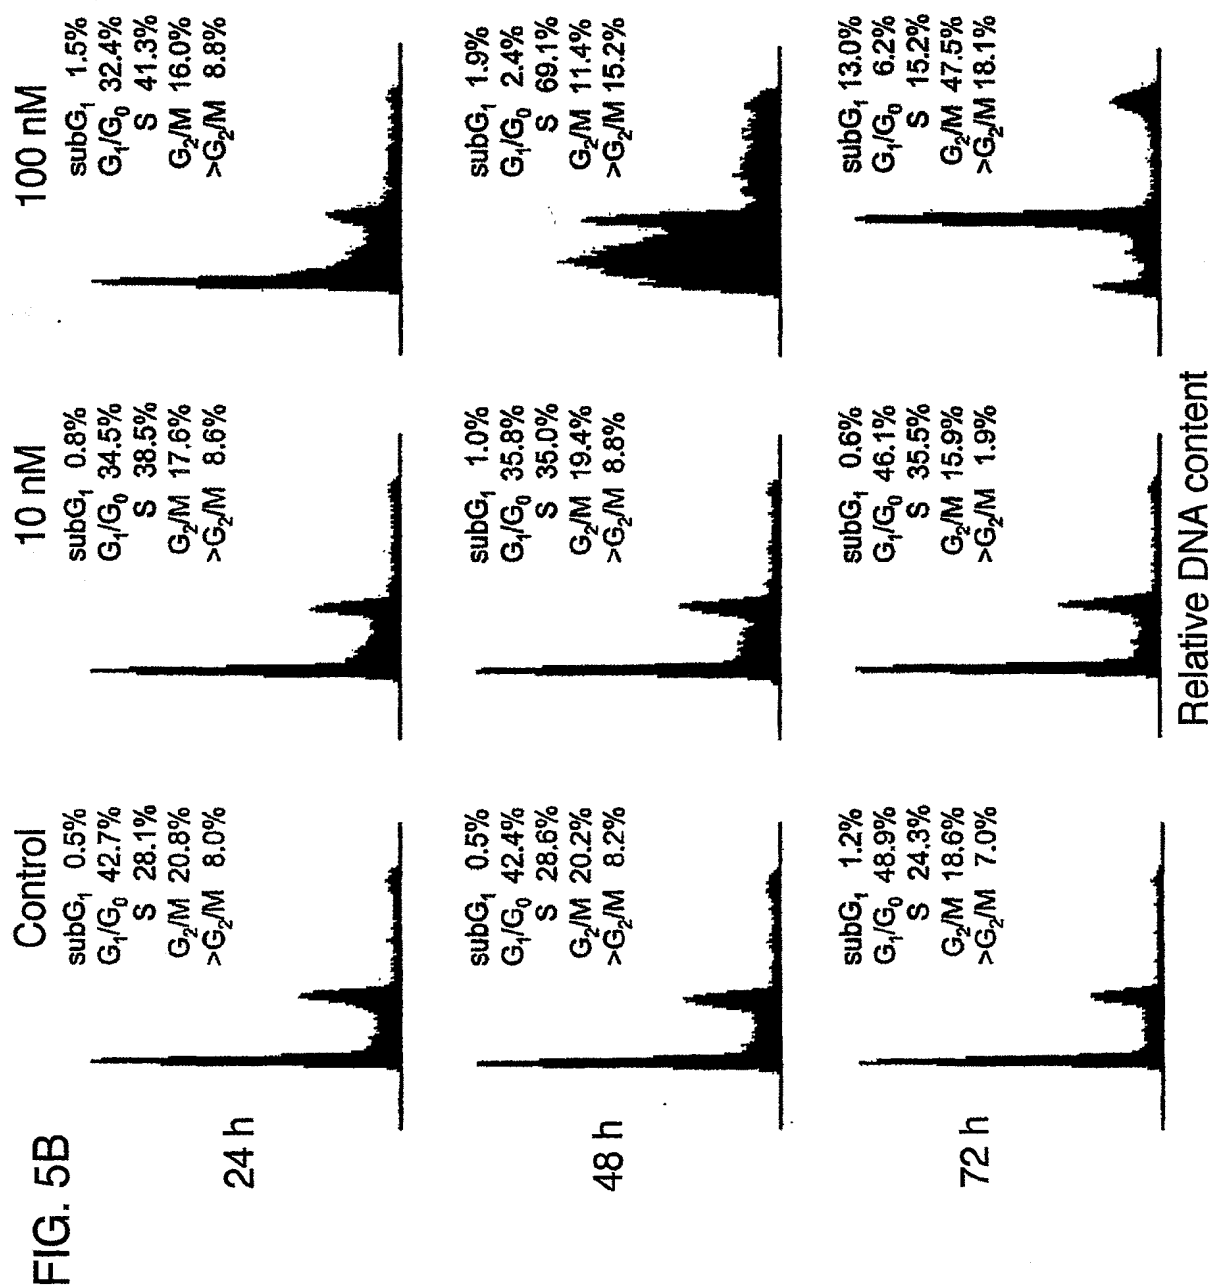 FIG. 5B
Control
10 nM
100 nM
24 h
subG₁ 0.5%
G₁/G₀ 42.7%
S 28.1%
G₂/M 20.8%
>G₂/M 8.0%
subG₁ 0.8%
G₁/G₀ 34.5%
S 38.5%
G₂/M 17.6%
>G₂/M 8.6%
subG₁ 1.5%
G₁/G₀ 32.4%
S 41.3%
G₂/M 16.0%
>G₂/M 8.8%
48 h
subG₁ 0.5%
G₁/G₀ 42.4%
S 28.6%
G₂/M 20.2%
>G₂/M 8.2%
subG₁ 1.0%
G₁/G₀ 35.8%
S 35.0%
G₂/M 19.4%
>G₂/M 8.8%
subG₁ 1.9%
G₁/G₀ 2.4%
S 69.1%
G₂/M 11.4%
>G₂/M 15.2%
72 h
subG₁ 1.2%
G₁/G₀ 48.9%
S 24.3%
G₂/M 18.6%
>G₂/M 7.0%
subG₁ 0.6%
G₁/G₀ 46.1%
S 35.5%
G₂/M 15.9%
>G₂/M 1.9%
subG₁ 13.0%
G₁/G₀ 6.2%
S 15.2%
G₂/M 47.5%
>G₂/M 18.1%
Relative DNA content